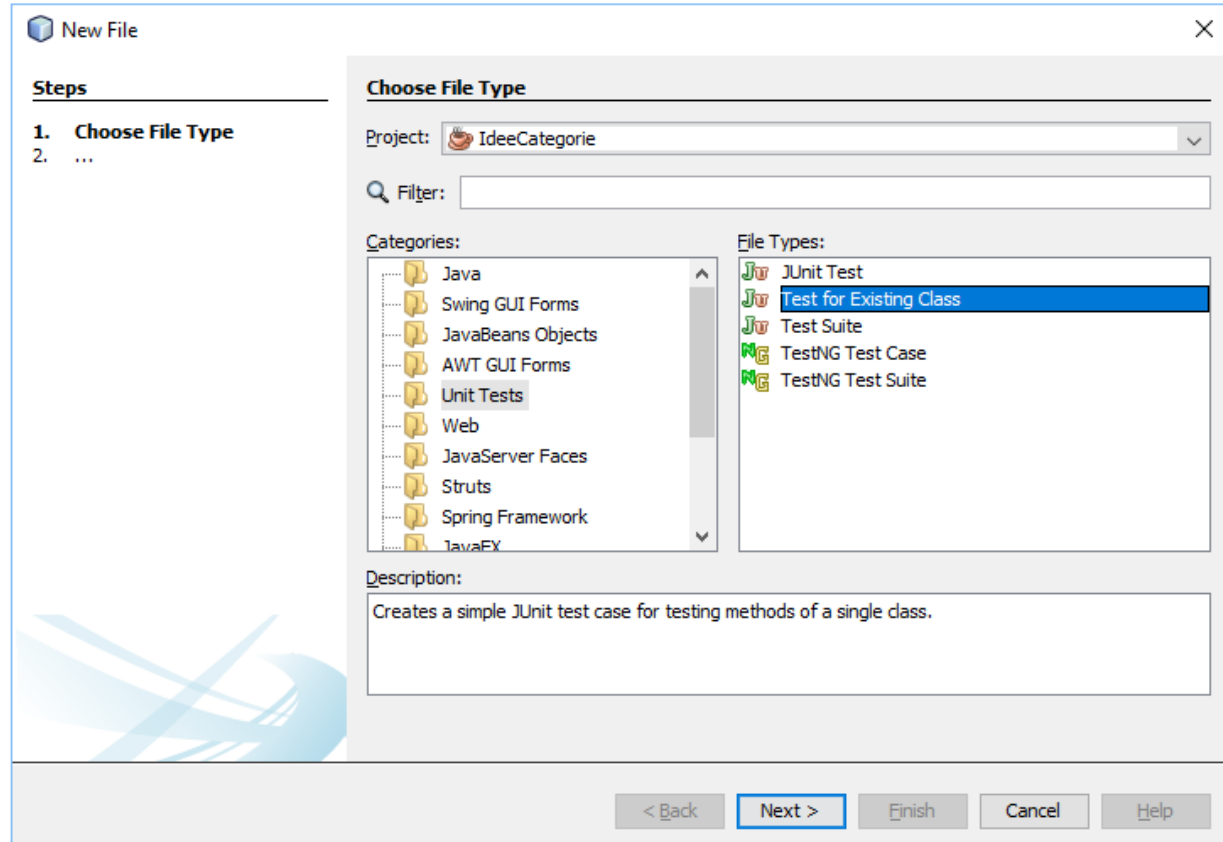 New File
Steps
1. Choose File Type
2. ...
Choose File Type
Project: IdeeCategorie
Filter:
Categories:
Java
Swing GUI Forms
JavaBeans Objects
AWT GUI Forms
Unit Tests
Web
JavaServer Faces
Struts
Spring Framework
JavaFX
File Types:
JUnit Test
Test for Existing Class
Test Suite
TestNG Test Case
TestNG Test Suite
Description:
Creates a simple JUnit test case for testing methods of a single class.
< Back Next > Finish Cancel Help